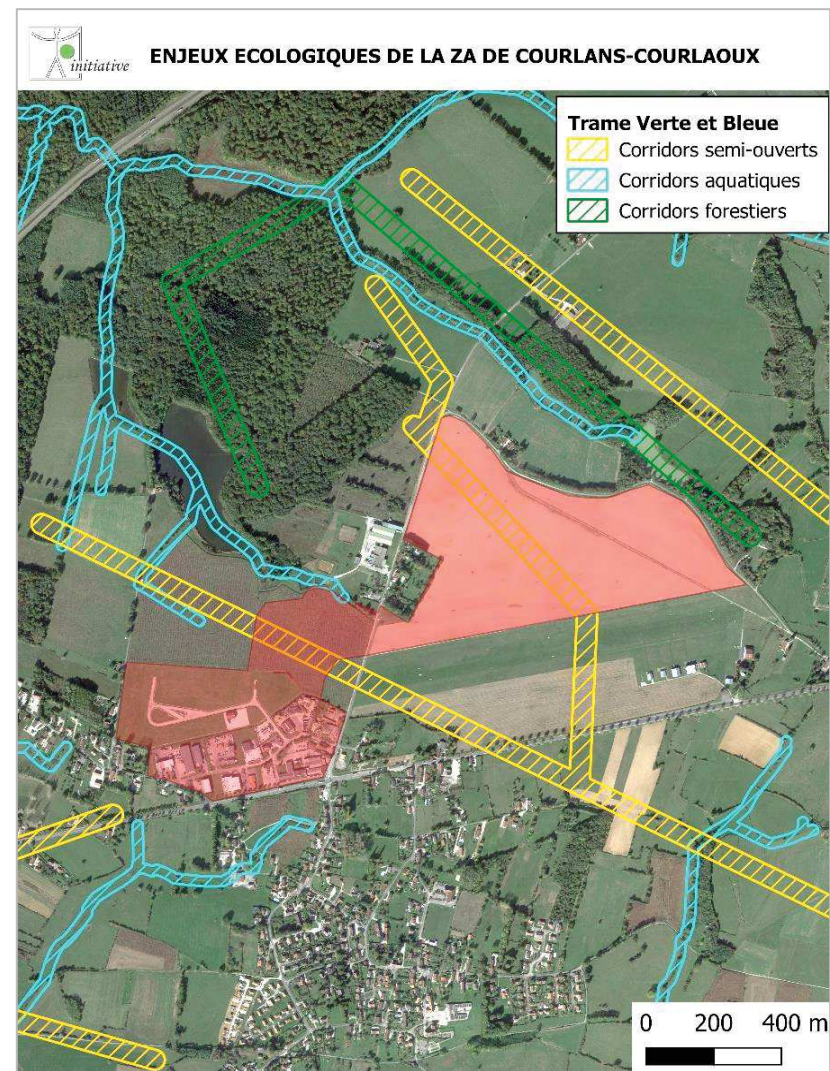 initiative
ENJEUX ECOLOGIQUES DE LA ZA DE COURLANS-COURLAOUX
Trame Verte et Bleue
Corridors semi-ouverts
Corridors aquatiques
Corridors forestiers
0 200 400 m